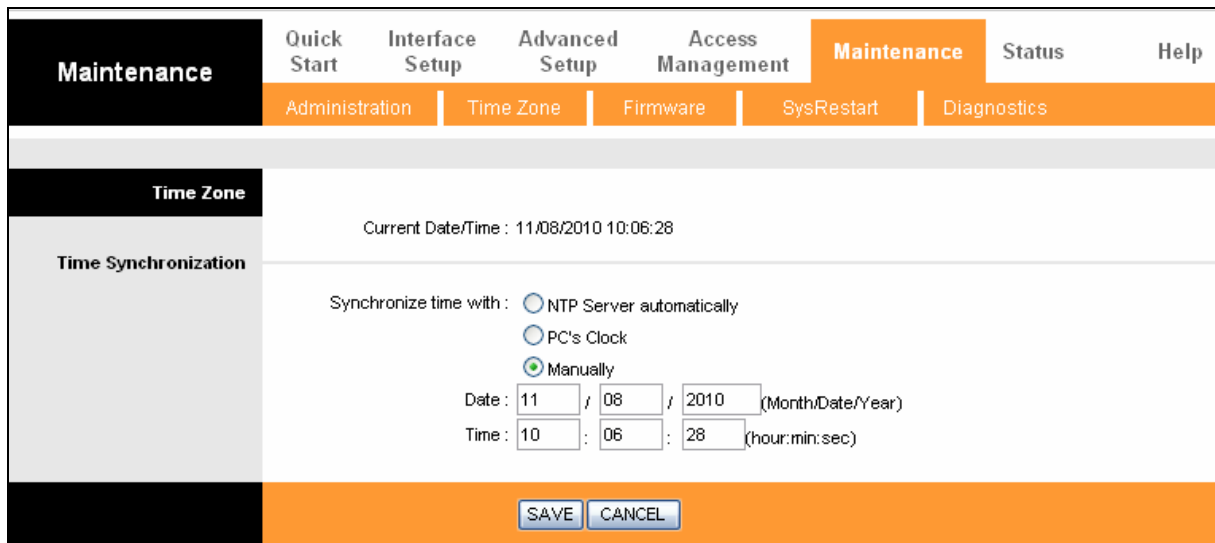 Maintenance
Quick Start
Interface Setup
Advanced Setup
Access Management
Maintenance
Status
Help
Administration
Time Zone
Firmware
SysRestart
Diagnostics
Time Zone
Current Date/Time : 11/08/2010 10:06:28
Time Synchronization
Synchronize time with : NTP Server automatically
PC's Clock
Manually
Date : 11 / 08 / 2010 (Month/Date/Year)
Time : 10 : 06 : 28 (hour:min:sec)
SAVE CANCEL